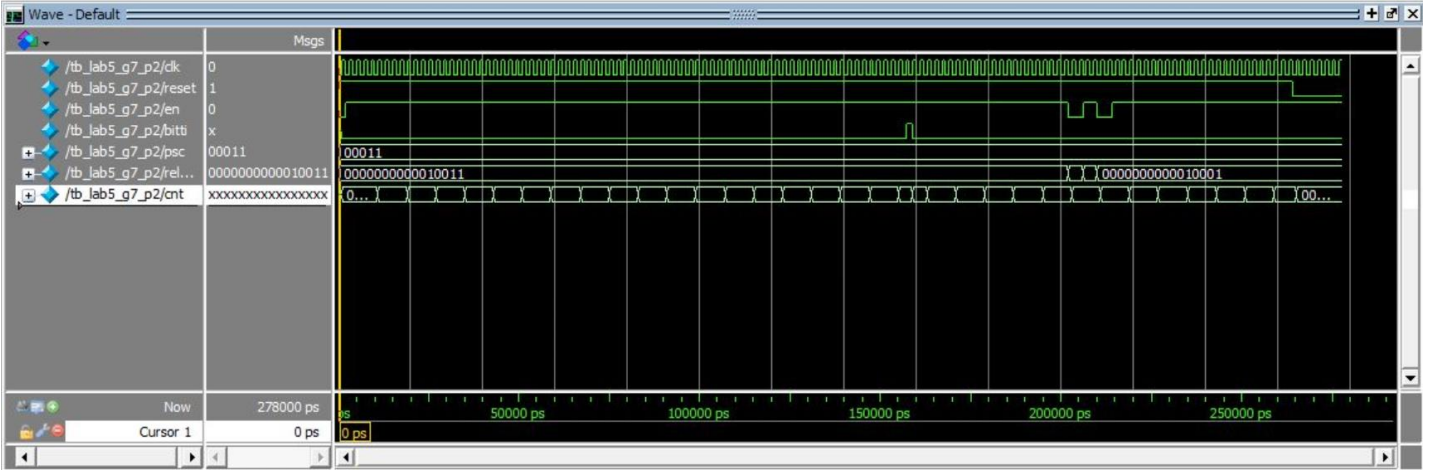 Wave - Default
Msgs
/tb_lab5_g7_p2/clk 0
/tb_lab5_g7_p2/reset 1
/tb_lab5_g7_p2/en 0
/tb_lab5_g7_p2/bitti x
/tb_lab5_g7_p2/psc 00011 00011
/tb_lab5_g7_p2/rel... 0000000000010011 0000000000010011 0000000000010001
/tb_lab5_g7_p2/cnt xxxxxxxxxxxxxxxx 0... 00...
Now 278000 ps ps 50000 ps 100000 ps 150000 ps 200000 ps 250000 ps
Cursor 1 0 ps 0 ps